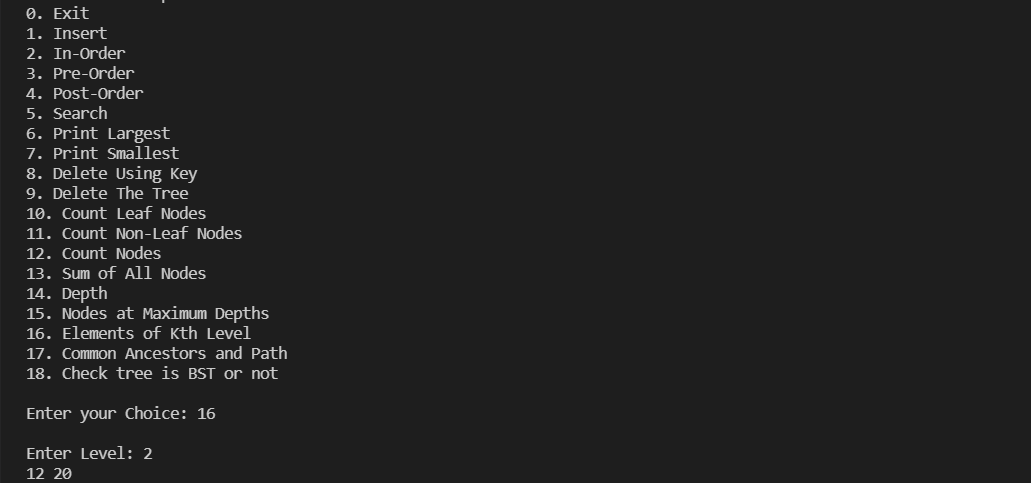 0. Exit
1. Insert
2. In-Order
3. Pre-Order
4. Post-Order
5. Search
6. Print Largest
7. Print Smallest
8. Delete Using Key
9. Delete The Tree
10. Count Leaf Nodes
11. Count Non-Leaf Nodes
12. Count Nodes
13. Sum of All Nodes
14. Depth
15. Nodes at Maximum Depths
16. Elements of Kth Level
17. Common Ancestors and Path
18. Check tree is BST or not
Enter your Choice: 16
Enter Level: 2
12 20